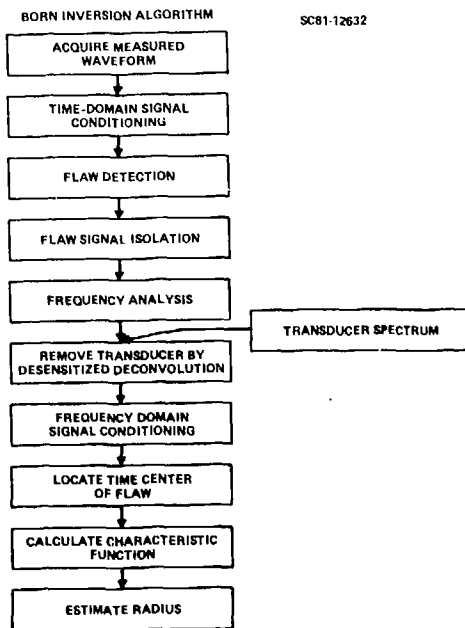 BORN INVERSION ALGORITHM
SC81-12632
ACQUIRE MEASURED
WAVEFORM
TIME-DOMAIN SIGNAL
CONDITIONING
FLAW DETECTION
FLAW SIGNAL ISOLATION
FREQUENCY ANALYSIS
TRANSDUCER SPECTRUM
REMOVE TRANSDUCER BY
DESENSITIZED DECONVOLUTION
FREQUENCY DOMAIN
SIGNAL CONDITIONING
LOCATE TIME CENTER
OF FLAW
CALCULATE CHARACTERISTIC
FUNCTION
ESTIMATE RADIUS